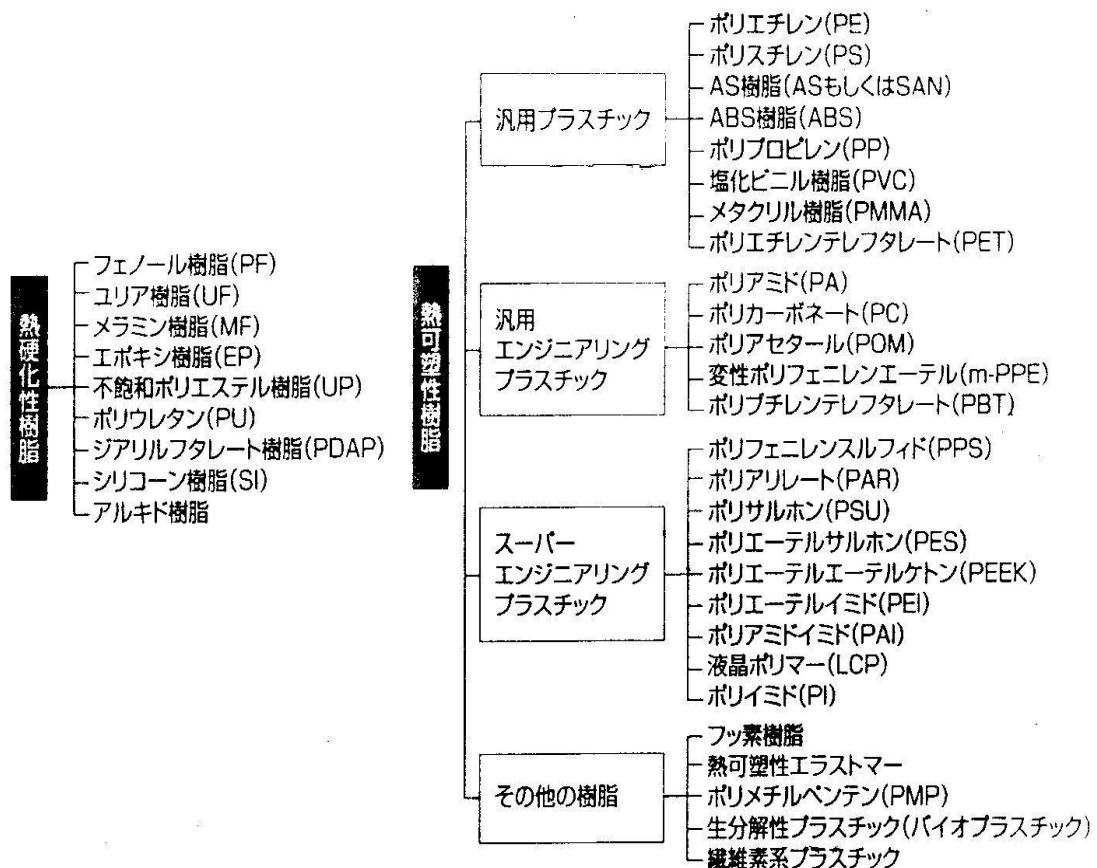 熱硬化性樹脂
フェノール樹脂(PF)
ユリア樹脂(UF)
メラミン樹脂(MF)
エポキシ樹脂(EP)
不飽和ポリエステル樹脂(UP)
ポリウレタン(PU)
ジアリルフタレート樹脂(PDAP)
シリコーン樹脂(SI)
アルキド樹脂
熱可塑性樹脂
汎用プラスチック
ポリエチレン(PE)
ポリスチレン(PS)
AS樹脂(ASもしくはSAN)
ABS樹脂(ABS)
ポリプロピレン(PP)
塩化ビニル樹脂(PVC)
メタクリル樹脂(PMMA)
ポリエチレンテレフタレート(PET)
汎用
エンジニアリング
プラスチック
ポリアミド(PA)
ポリカーボネート(PC)
ポリアセタール(POM)
変性ポリフェニレンエーテル(m-PPE)
ポリブチレンテレフタレート(PBT)
スーパー
エンジニアリング
プラスチック
ポリフェニレンスルフィド(PPS)
ポリアリレート(PAR)
ポリサルホン(PSU)
ポリエーテルサルホン(PES)
ポリエーテルエーテルケトン(PEEK)
ポリエーテルイミド(PEI)
ポリアミドイミド(PAI)
液晶ポリマー(LCP)
ポリイミド(PI)
その他の樹脂
フッ素樹脂
熱可塑性エラストマー
ポリメチルペンテン(PMP)
生分解性プラスチック(バイオプラスチック)
繊維素系プラスチック